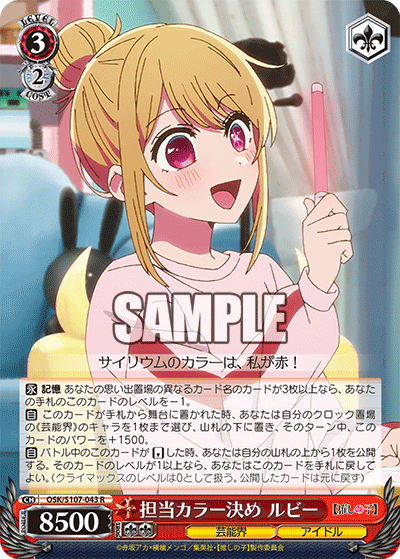 LEVEL
3
2
COST
SAMPLE
サイリウムのカラーは、私が赤！
永 記憶 あなたの思い出置場の異なるカード名のカードが3枚以上なら、あなた
の手札のこのカードのレベルを－1。
自 このカードが手札から舞台に置かれた時、あなたは自分のクロック置場
の《芸能界》のキャラを1枚まで選び、山札の下に置き、そのターン中、この
カードのパワーを＋1500。
自 バトル中のこのカードが【】した時、あなたは自分の山札の上から1枚を公開
する。そのカードのレベルが1以上なら、あなたはこのカードを手札に戻して
よい。（クライマックスのレベルは0として扱う。公開したカードは元に戻す）
CH OSK/S107-043 R
担当カラー決め ルビー
【推しの子】
8500
芸能界 アイドル
©赤坂アカ×横槍メンゴ／集英社・【推しの子】製作委員会